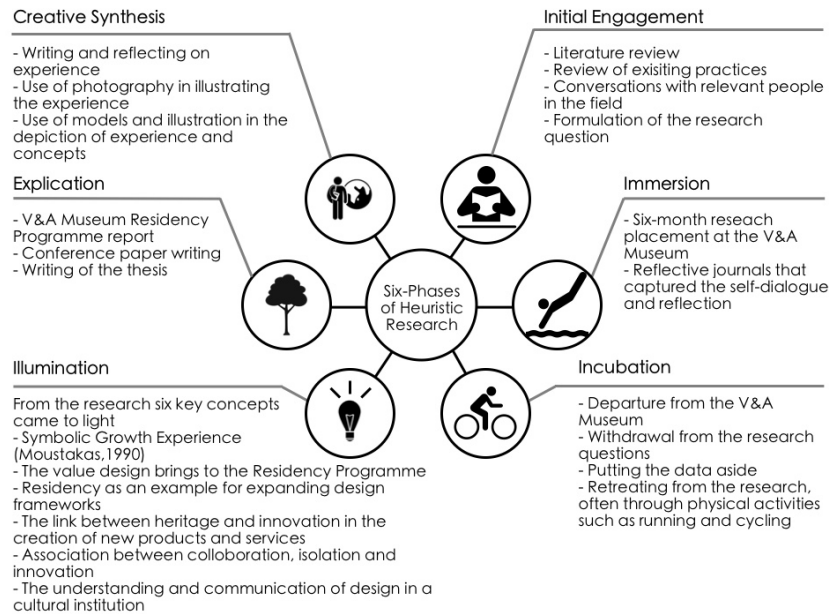 Creative Synthesis
- Writing and reflecting on
experience
- Use of photography in illustrating
the experience
- Use of models and illustration in the
depiction of experience and
concepts
Initial Engagement
- Literature review
- Review of exisiting practices
- Conversations with relevant people
in the field
- Formulation of the research
question
Explication
- V&A Museum Residency
Programme report
- Conference paper writing
- Writing of the thesis
Six-Phases
of Heuristic
Research
Immersion
- Six-month reseach
placement at the V&A
Museum
- Reflective journals that
captured the self-dialogue
and reflection
Illumination
From the research six key concepts
came to light
- Symbolic Growth Experience
(Moustakas,1990)
- The value design brings to the Residency Programme
- Residency as an example for expanding design
frameworks
- The link between heritage and innovation in the
creation of new products and services
- Association between colloboration, isolation and
innovation
- The understanding and communication of design in a
cultural institution
Incubation
- Departure from the V&A
Museum
- Withdrawal from the research
questions
- Putting the data aside
- Retreating from the research,
often through physical activities
such as running and cycling